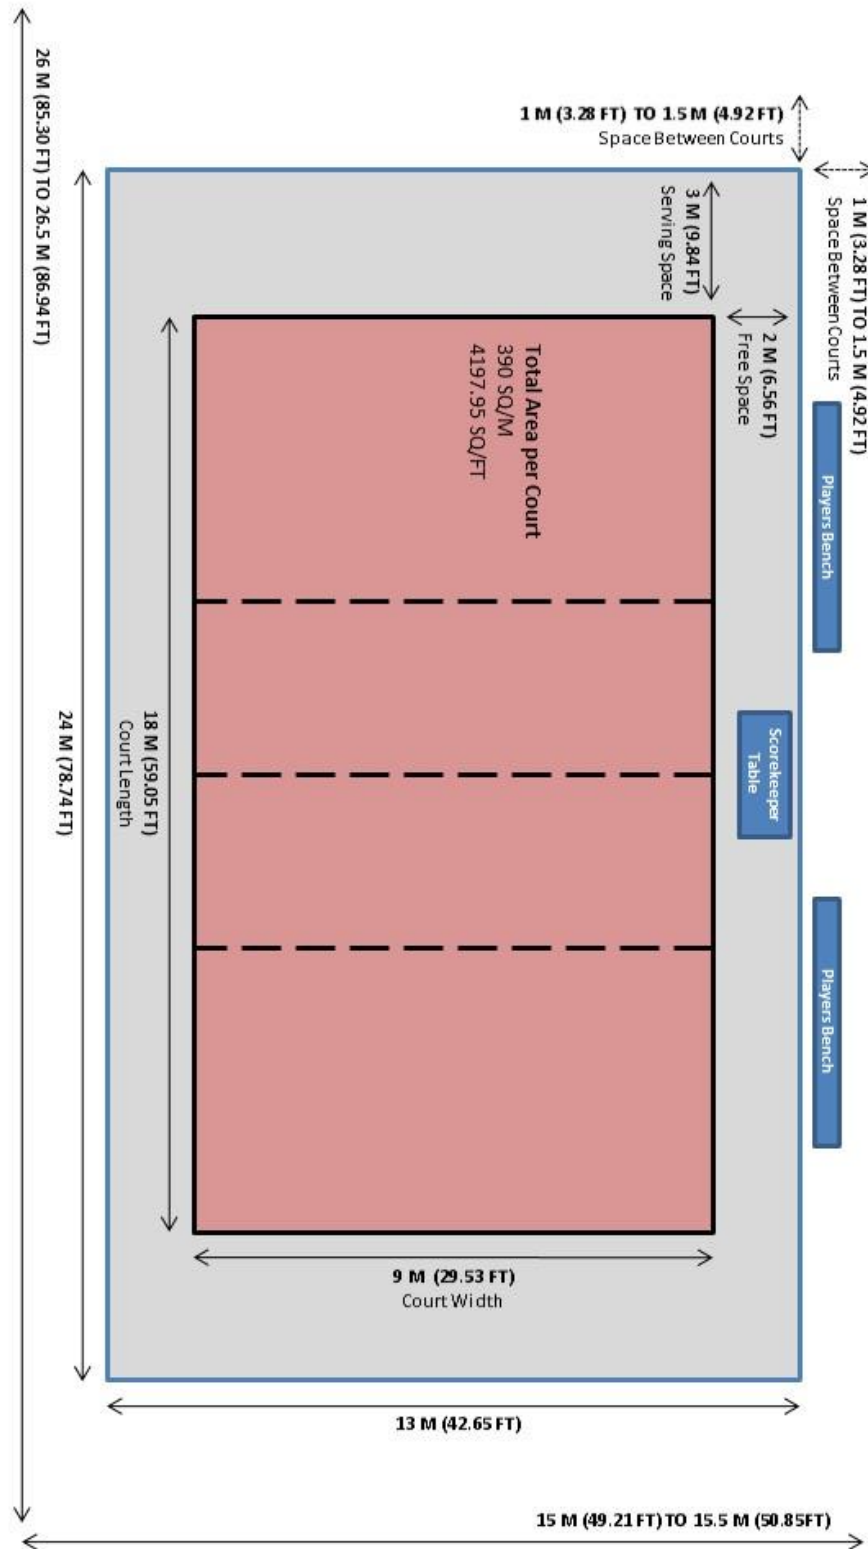 26 M (85.30 FT) TO 26.5 M (86.94 FT)
1 M (3.28 FT) TO 1.5 M (4.92 FT)
Space Between Courts
1 M (3.28 FT) TO 1.5 M (4.92 FT)
Space Between Courts
3 M (9.84 FT)
Serving Space
2 M (6.56 FT)
Free Space
Total Area per Court
390 SQ/M
4197.95 SQ/FT
Players Bench
Scorekeeper
Table
Players Bench
18 M (59.05 FT)
Court Length
24 M (78.74 FT)
9 M (29.53 FT)
Court Width
13 M (42.65 FT)
15 M (49.21 FT) TO 15.5 M (50.85FT)